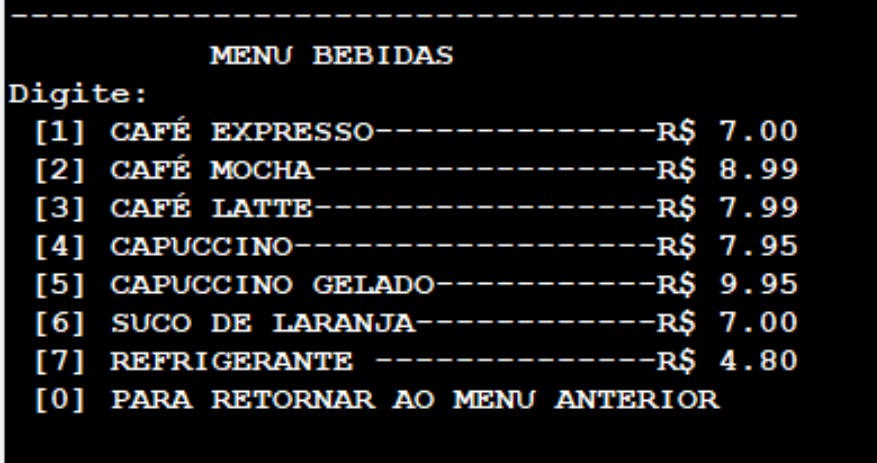 ---------------------------------------
MENU BEBIDAS
Digite:
[1] CAFÉ EXPRESSO--------------R$ 7.00
[2] CAFÉ MOCHA-----------------R$ 8.99
[3] CAFÉ LATTE-----------------R$ 7.99
[4] CAPUCCINO------------------R$ 7.95
[5] CAPUCCINO GELADO-----------R$ 9.95
[6] SUCO DE LARANJA------------R$ 7.00
[7] REFRIGERANTE --------------R$ 4.80
[0] PARA RETORNAR AO MENU ANTERIOR